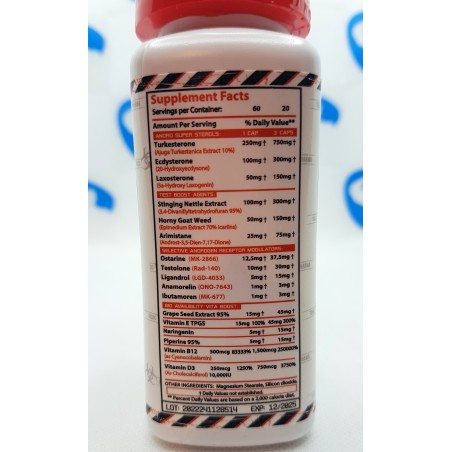 Supplement Facts
Servings per Container: 60 20
Amount Per Serving % Daily Value**
ANDRO SUPER STEROLS: 1 CAP 3 CAPS
Turkesterone 250mg † 750mg †
(Ajuga Turkestanica Extract 10%)
Ecdysterone 100mg † 300mg †
(20-Hydroxyecdysone)
Laxosterone 50mg † 150mg †
(5a-Hydroxy Laxogenin)
TEST BOOST AGENTS:
Stinging Nettle Extract 100mg † 300mg †
(3,4-Divanillyltetrahydrofuran 95%)
Horny Goat Weed 50mg † 150mg †
(Epimedium Extract 70% Icariins)
Arimistane 25mg † 75mg †
(Androst-3,5-Dien-7,17-Dione)
SELECTIVE ANDROGEN RECEPTOR MODULATORS:
Ostarine (MK-2866) 12,5mg † 37,5mg †
Testolone (Rad-140) 10mg † 30mg †
Ligandrol (LGD-4033) 5mg † 15mg †
Anamorelin (ONO-7643) 1mg † 3mg †
Ibutamoren (MK-677) 1mg † 3mg †
BIO AVAILIBILITY VITA BOOST:
Grape Seed Extract 95% 15mg † 45mg †
Vitamin E TPGS 15mg 100% 45mg 300%
Naringenin 5mg † 15mg †
Piperine 95% 5mg † 15mg †
Vitamin B12 500mcg 83333% 1,500mcg 250000%
(as Cyanocobalamin)
Vitamin D3 250mcg 1250% 750mcg 3750%
(As Cholecalciferol) 10,000IU
OTHER INGREDIENTS: Magnesium Stearate, Silicon dioxide.
† Daily Values not established.
** Percent Daily Values are based on a 2,000 calorie diet.
LOT: 2022241128514 EXP: 12/2025